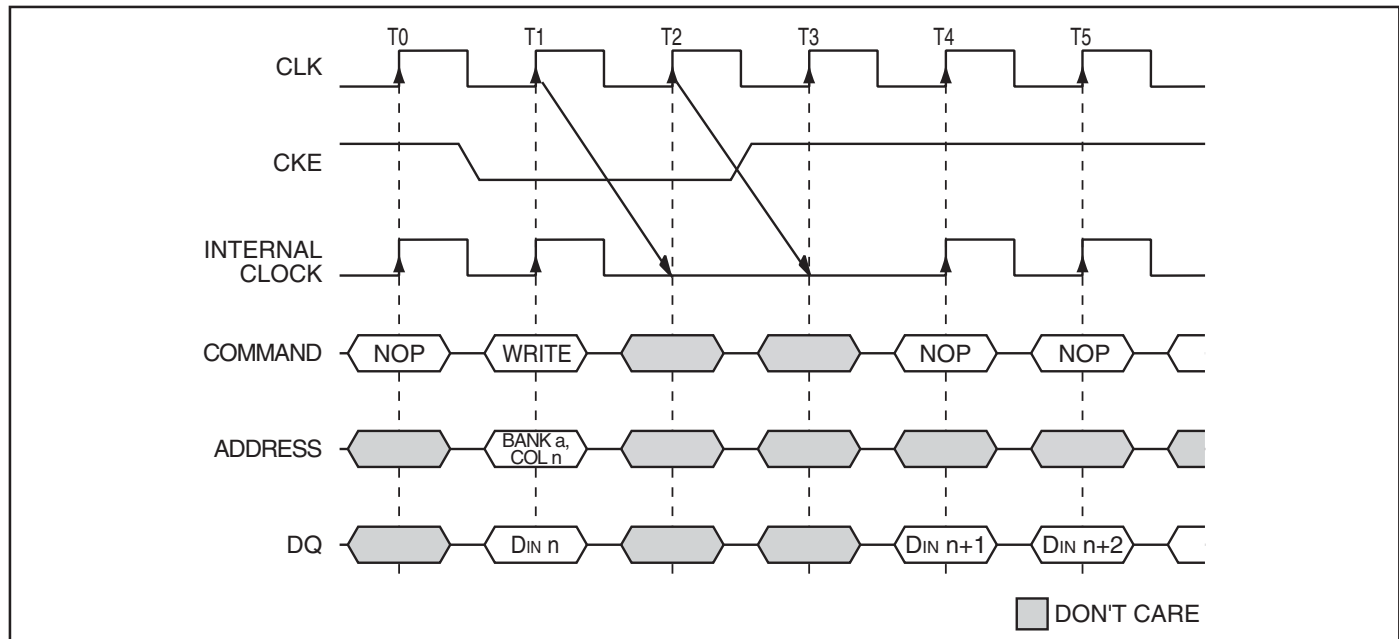 T0 T1 T2 T3 T4 T5
CLK
CKE
INTERNAL
CLOCK
COMMAND NOP WRITE NOP NOP
ADDRESS BANK a,
COL n
DQ DIN n DIN n+1 DIN n+2
DON'T CARE